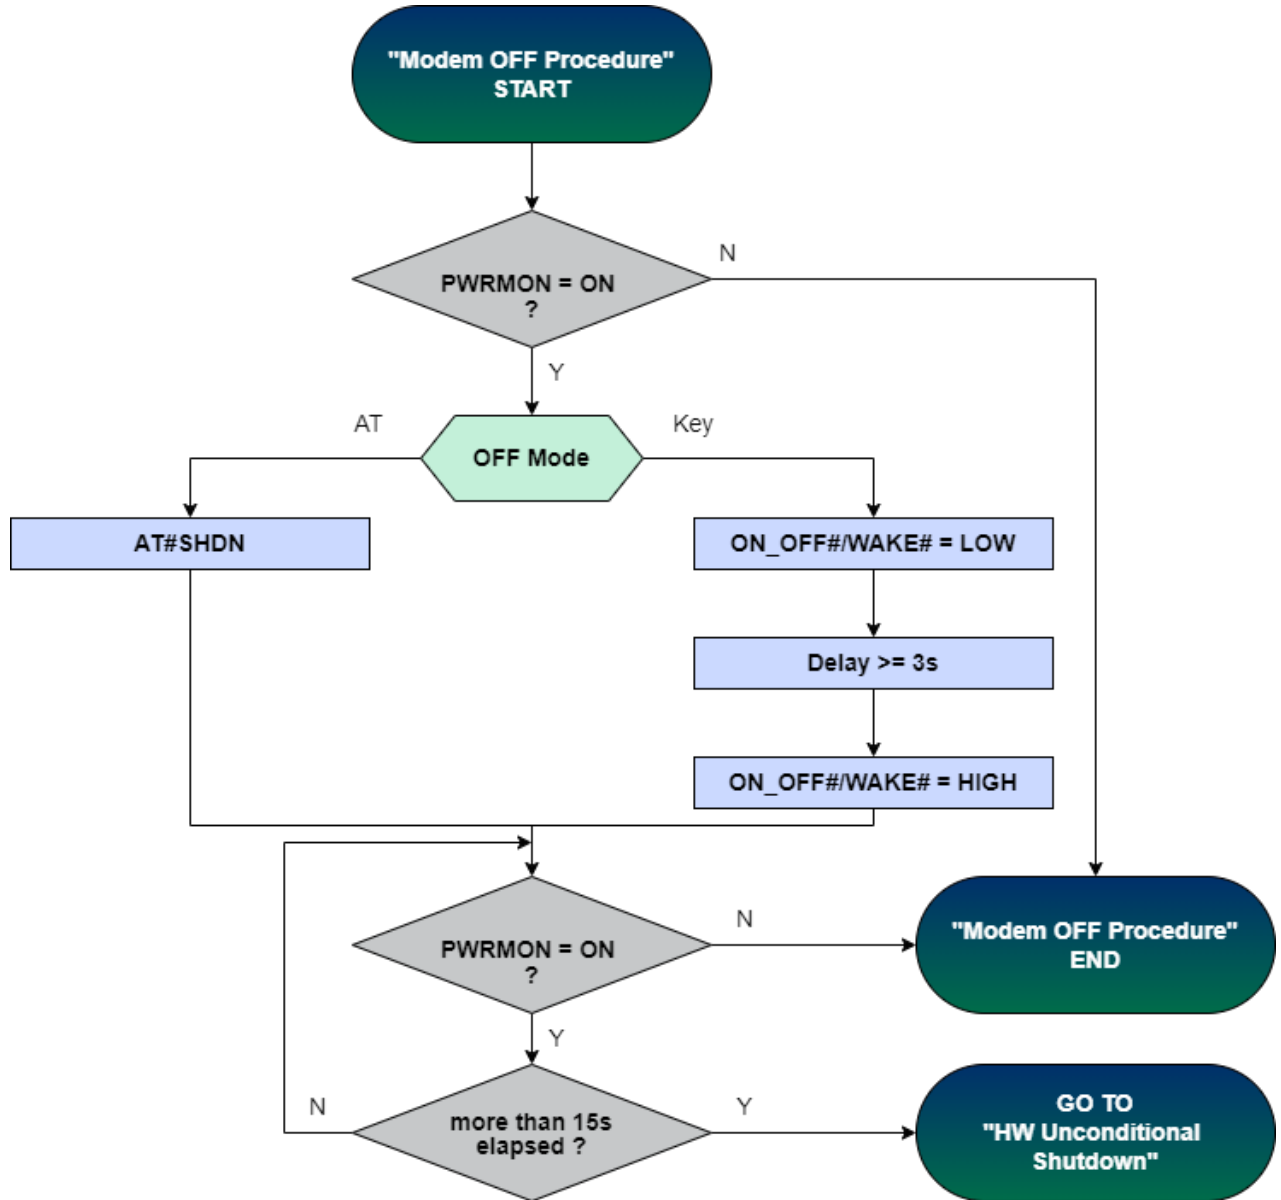 "Modem OFF Procedure"
START
PWRMON = ON
?
N
Y
OFF Mode
AT
Key
AT#SHDN
ON_OFF#/WAKE# = LOW
Delay >= 3s
ON_OFF#/WAKE# = HIGH
PWRMON = ON
?
N
Y
"Modem OFF Procedure"
END
more than 15s
elapsed ?
N
Y
GO TO
"HW Unconditional
Shutdown"